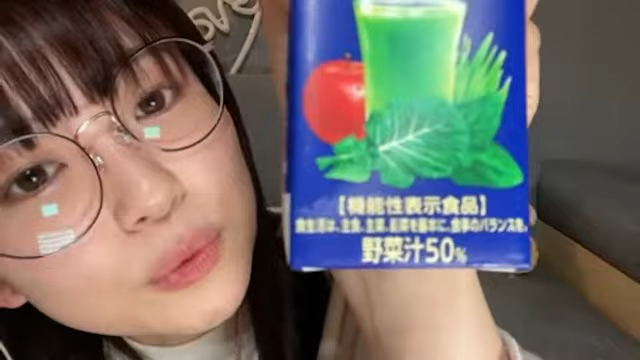 ove
【機能性表示食品】
食生活は、主食、主菜、副菜を基本に、食事のバランスを。
野菜汁50%